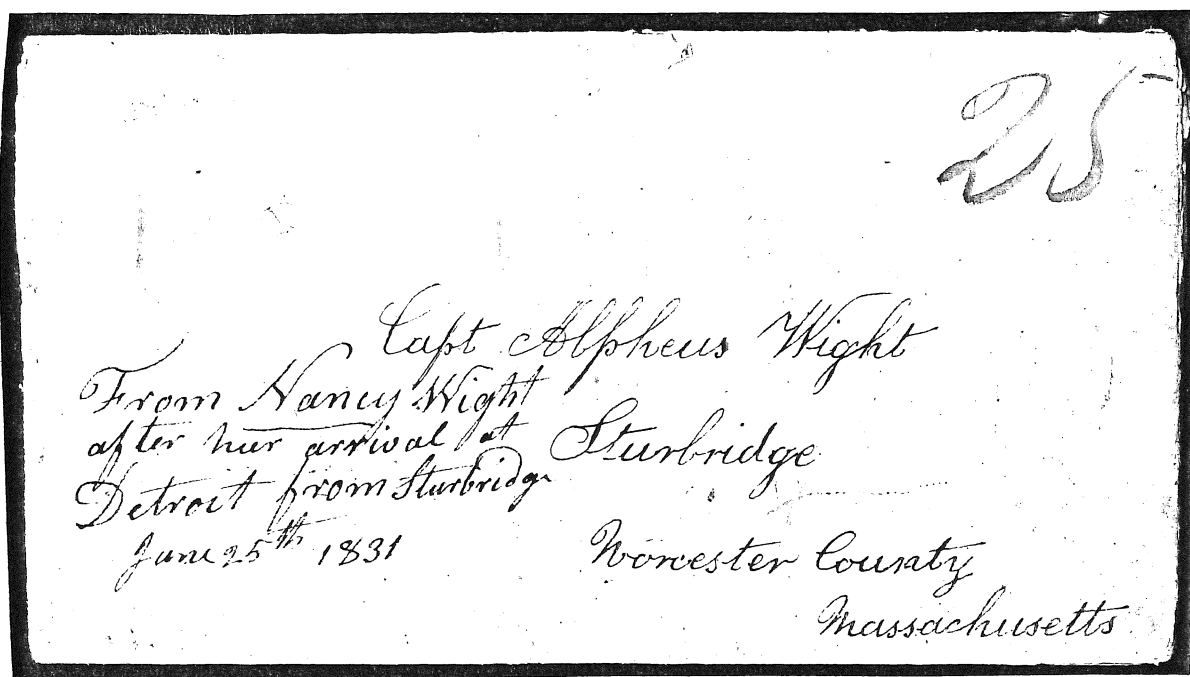 25
Capt Alpheus Wight
Sturbridge
Worcester County
Massachusetts
From Nancy Wight
after her arrival at
Detroit from Sturbridge
June 25th 1831